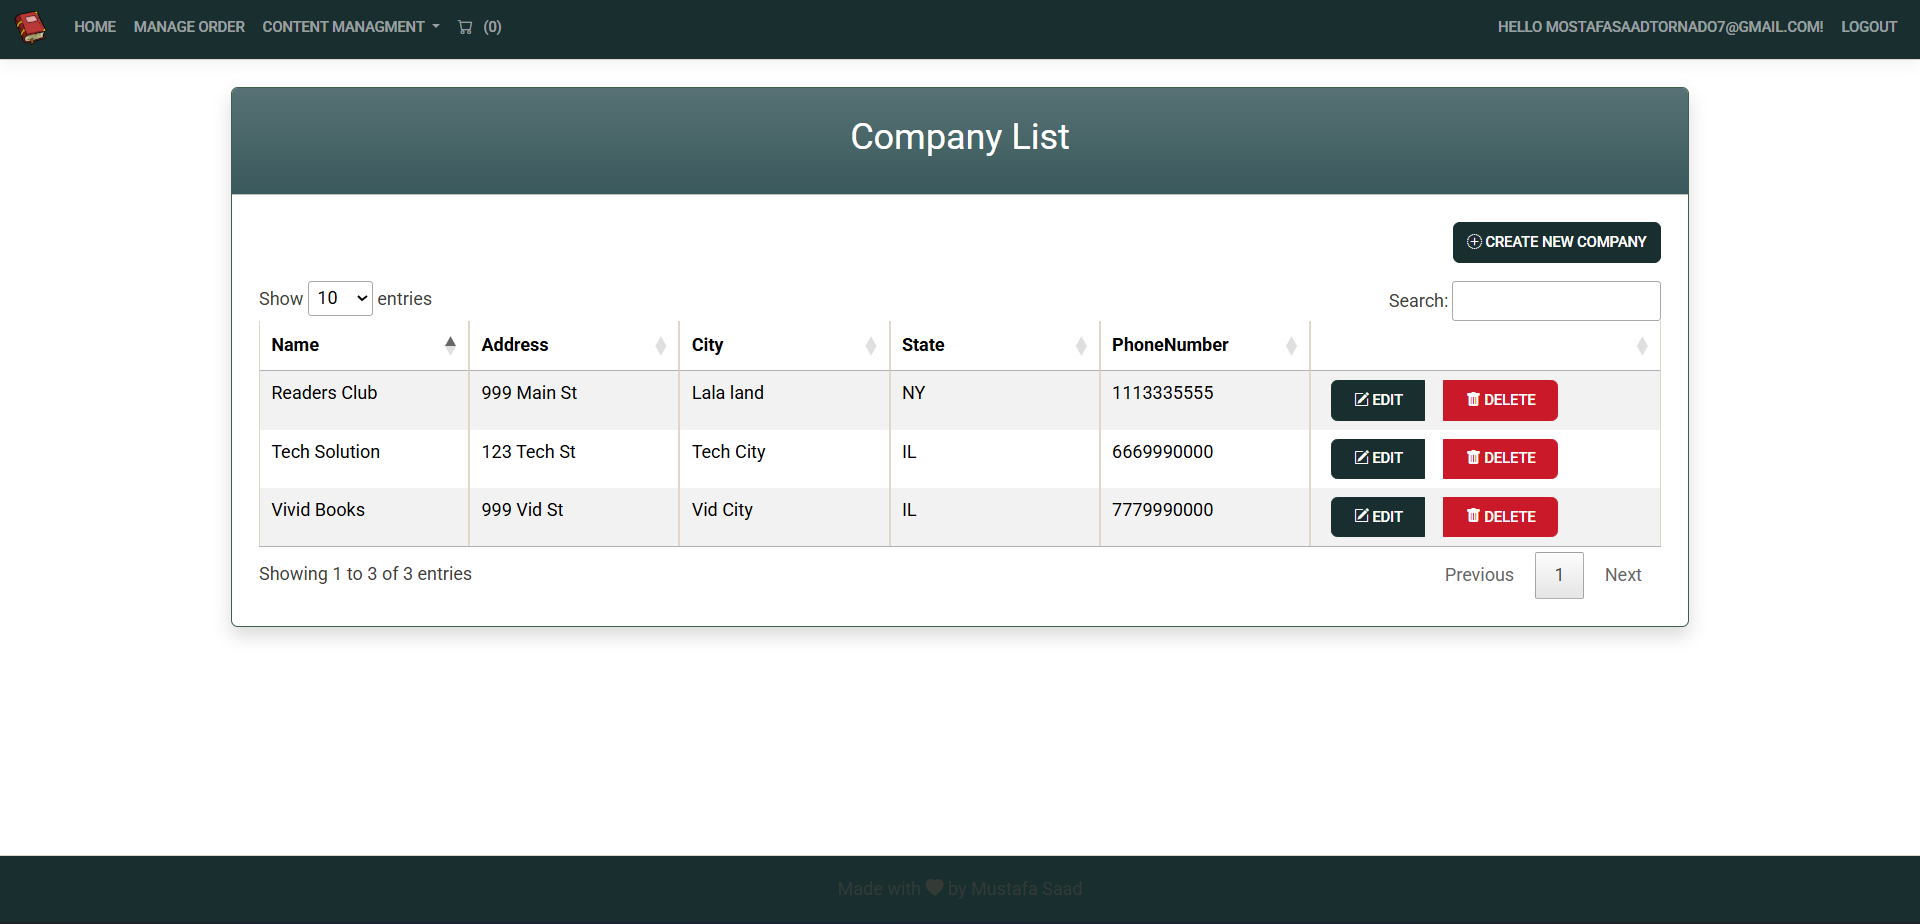 HOME MANAGE ORDER CONTENT MANAGMENT (0) HELLO MOSTAFASAADTORNADO7@GMAIL.COM! LOGOUT
Company List
CREATE NEW COMPANY
Show 10 entries Search:
Name Address City State PhoneNumber
Readers Club 999 Main St Lala land NY 1113335555 EDIT DELETE
Tech Solution 123 Tech St Tech City IL 6669990000 EDIT DELETE
Vivid Books 999 Vid St Vid City IL 7779990000 EDIT DELETE
Showing 1 to 3 of 3 entries Previous 1 Next
Made with by Mustafa Saad